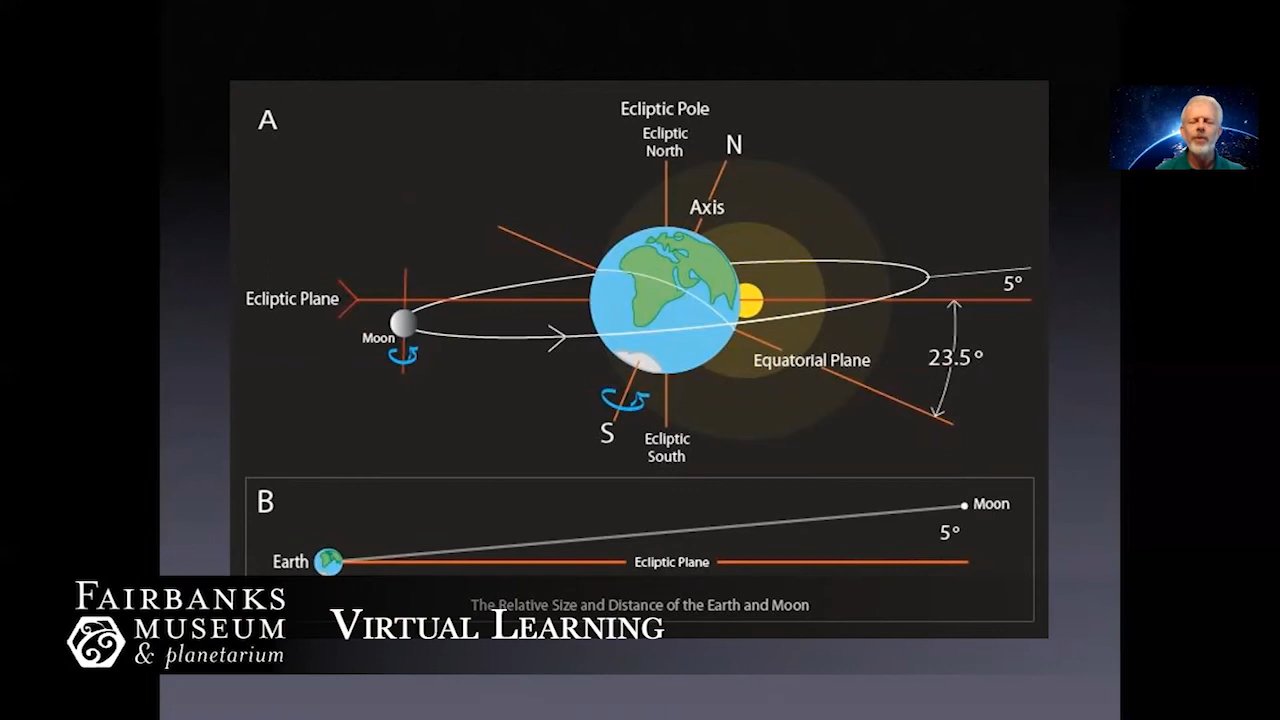 A
Ecliptic Pole
Ecliptic
North
N
Axis
Ecliptic Plane
Moon
5°
Equatorial Plane
23.5°
S
Ecliptic
South
B
Moon
5°
Earth
Ecliptic Plane
The Relative Size and Distance of the Earth and Moon
FAIRBANKS
MUSEUM
& planetarium
VIRTUAL LEARNING